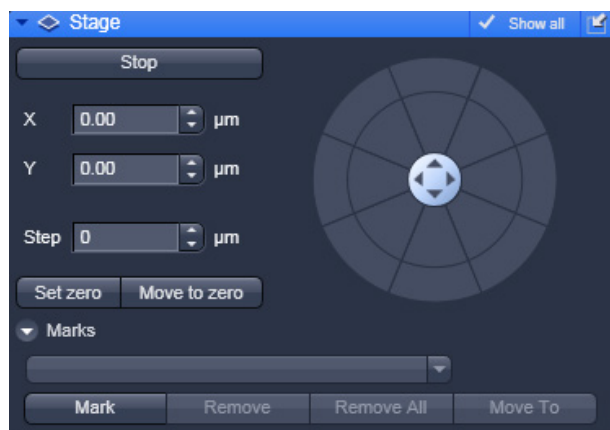 Stage Show all
Stop
X 0.00 µm
Y 0.00 µm
Step 0 µm
Set zero Move to zero
Marks
Mark Remove Remove All Move To